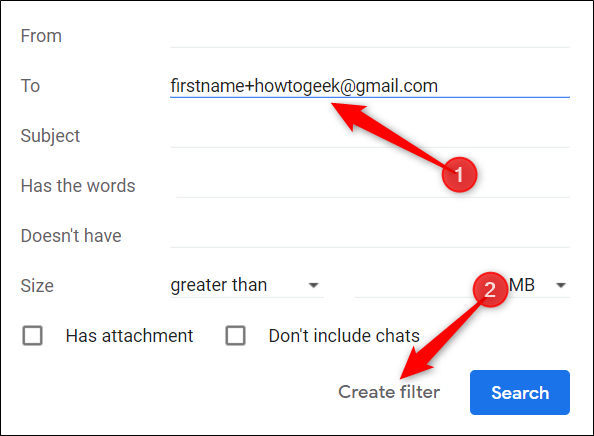 From
To firstname+howtogeek@gmail.com
1
Subject
Has the words
Doesn't have
Size greater than 2 MB
Has attachment Don't include chats
Create filter Search